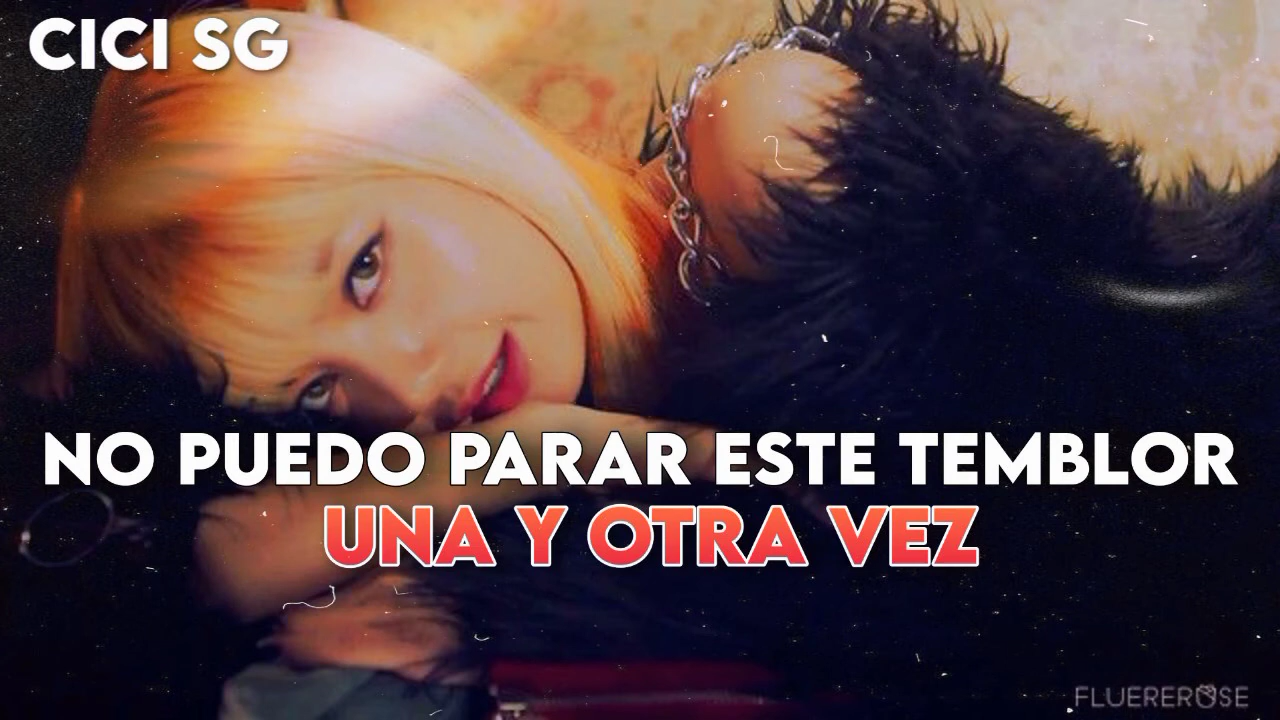 CICI SG
NO PUEDO PARAR ESTE TEMBLOR
UNA Y OTRA VEZ
FLUEREROSE